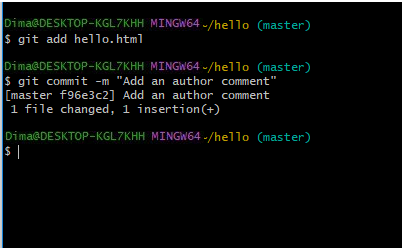 Dima@DESKTOP-KGL7KHH MINGW64 ~/hello (master)
$ git add hello.html
Dima@DESKTOP-KGL7KHH MINGW64 ~/hello (master)
$ git commit -m "Add an author comment"
[master f96e3c2] Add an author comment
1 file changed, 1 insertion(+)
Dima@DESKTOP-KGL7KHH MINGW64 ~/hello (master)
$